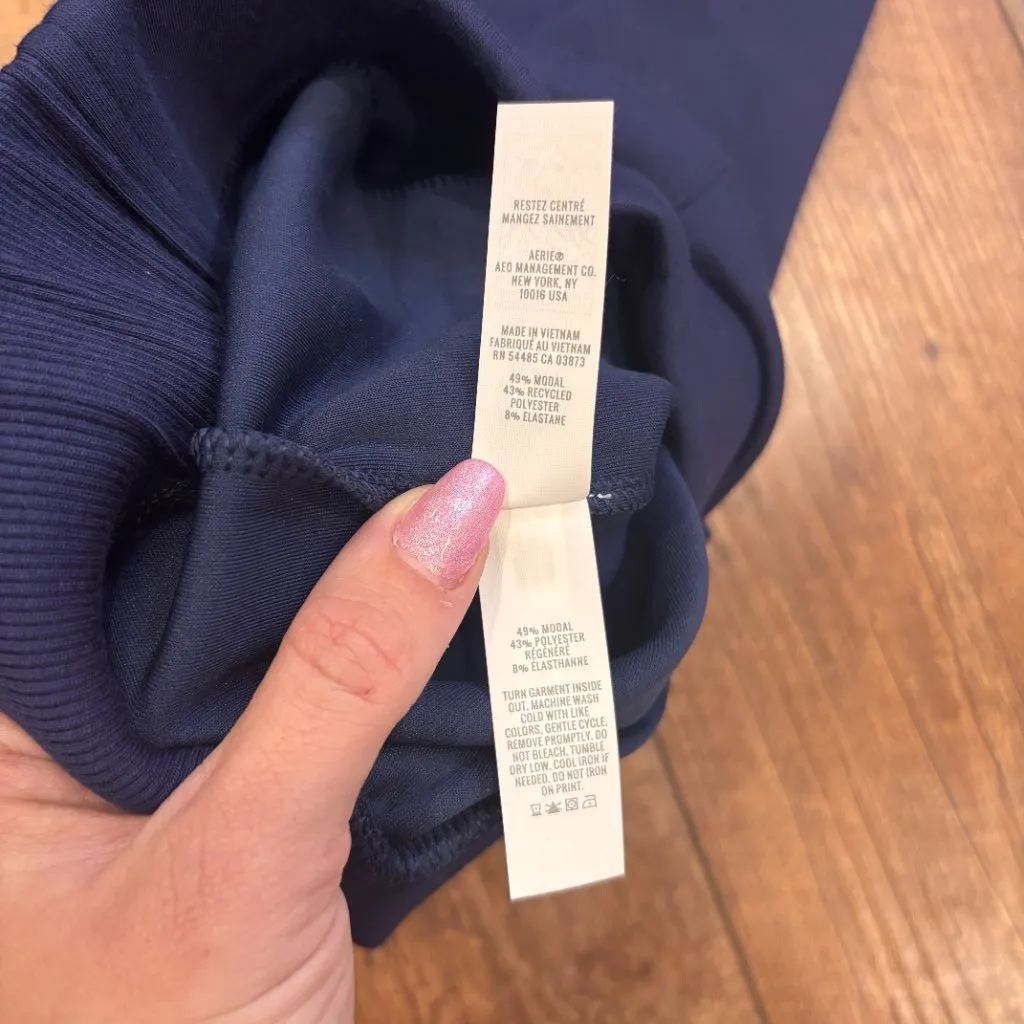 RESTEZ CENTRÉ
MANGEZ SAINEMENT
AERIE®
AEO MANAGEMENT CO.
NEW YORK, NY
10016 USA
MADE IN VIETNAM
FABRIQUÉ AU VIETNAM
RN 54485 CA 03873
49% MODAL
43% RECYCLED
POLYESTER
8% ELASTANE
49% MODAL
43% POLYESTER
RÉGÉNÉRÉ
8% ÉLASTHANNE
TURN GARMENT INSIDE
OUT. MACHINE WASH
COLD WITH LIKE
COLORS, GENTLE CYCLE.
REMOVE PROMPTLY. DO
NOT BLEACH. TUMBLE
DRY LOW. COOL IRON IF
NEEDED. DO NOT IRON
ON PRINT.